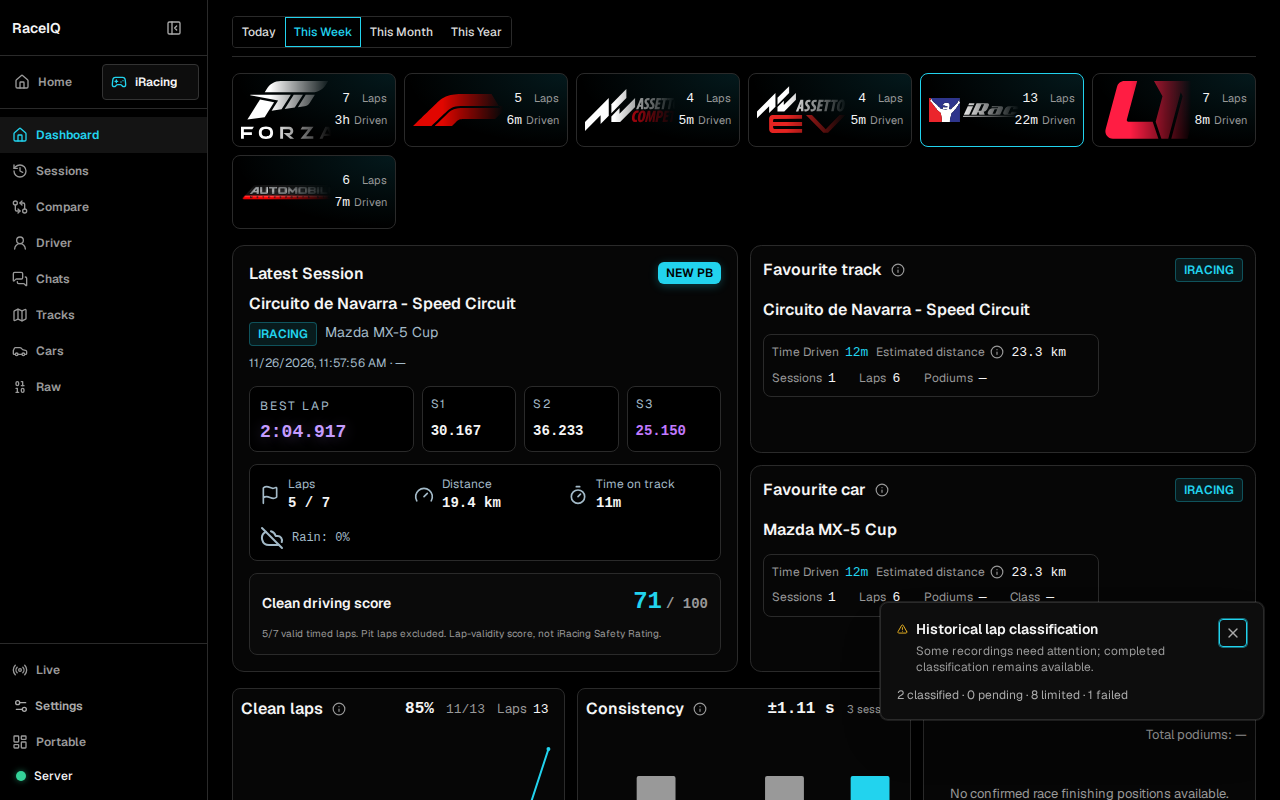 RaceIQ
Home
iRacing
Dashboard
Sessions
Compare
Driver
Chats
Tracks
Cars
Raw
Live
Settings
Portable
Server
Today
This Week
This Month
This Year
FORZA
7 Laps
3h Driven
5 Laps
6m Driven
ASSETT
COMPE
4 Laps
5m Driven
ASSETTO
EV
4 Laps
5m Driven
iRac
13 Laps
22m Driven
7 Laps
8m Driven
AUTOMOBIL
6 Laps
7m Driven
Latest Session
NEW PB
Circuito de Navarra - Speed Circuit
IRACING Mazda MX-5 Cup
11/26/2026, 11:57:56 AM · —
BEST LAP
2:04.917
S1
30.167
S2
36.233
S3
25.150
Laps
5 / 7
Distance
19.4 km
Time on track
11m
Rain: 0%
Clean driving score
71 / 100
5/7 valid timed laps. Pit laps excluded. Lap-validity score, not iRacing Safety Rating.
Favourite track
IRACING
Circuito de Navarra - Speed Circuit
Time Driven 12m Estimated distance 23.3 km
Sessions 1 Laps 6 Podiums —
Favourite car
IRACING
Mazda MX-5 Cup
Time Driven 12m Estimated distance 23.3 km
Sessions 1 Laps 6 Podiums — Class —
Historical lap classification
Some recordings need attention; completed
classification remains available.
2 classified · 0 pending · 8 limited · 1 failed
Clean laps
85% 11/13 Laps 13
Consistency
±1.11 s 3 sess
Total podiums: —
No confirmed race finishing positions available.